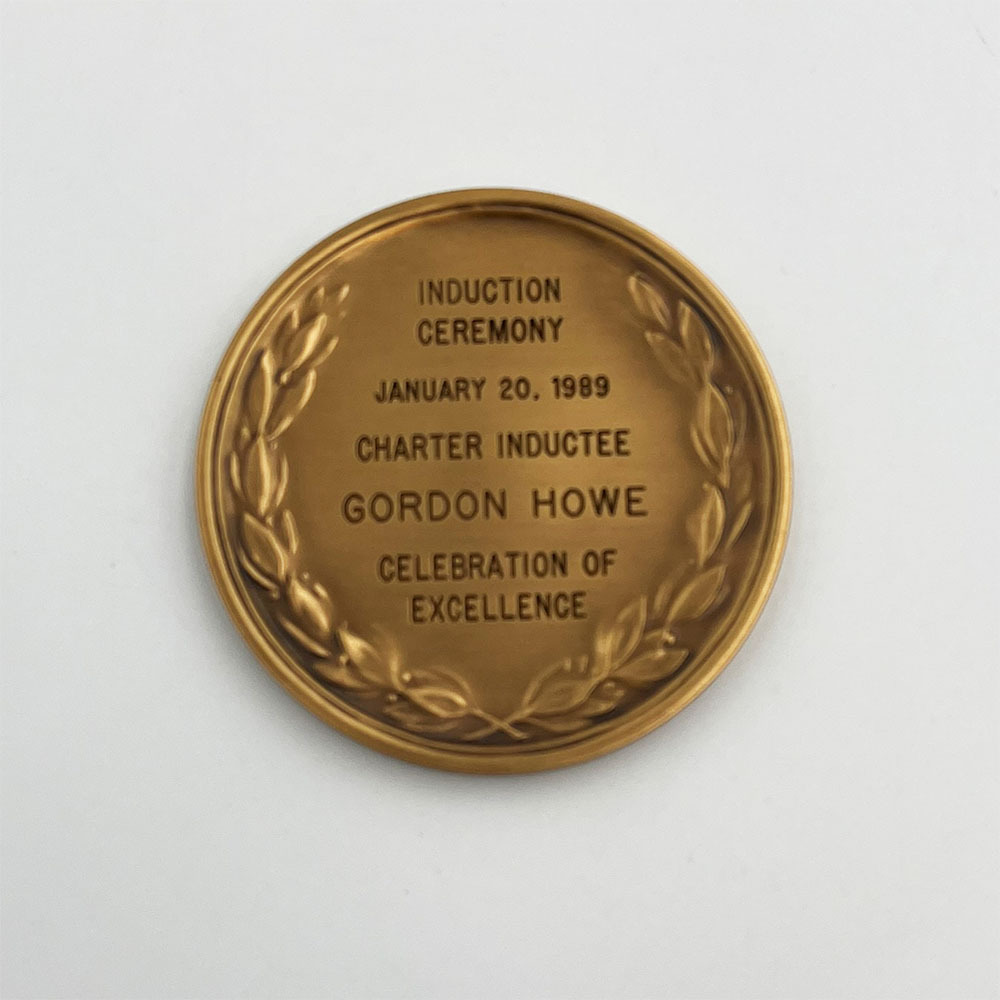 INDUCTION
CEREMONY
JANUARY 20, 1989
CHARTER INDUCTEE
GORDON HOWE
CELEBRATION OF
EXCELLENCE